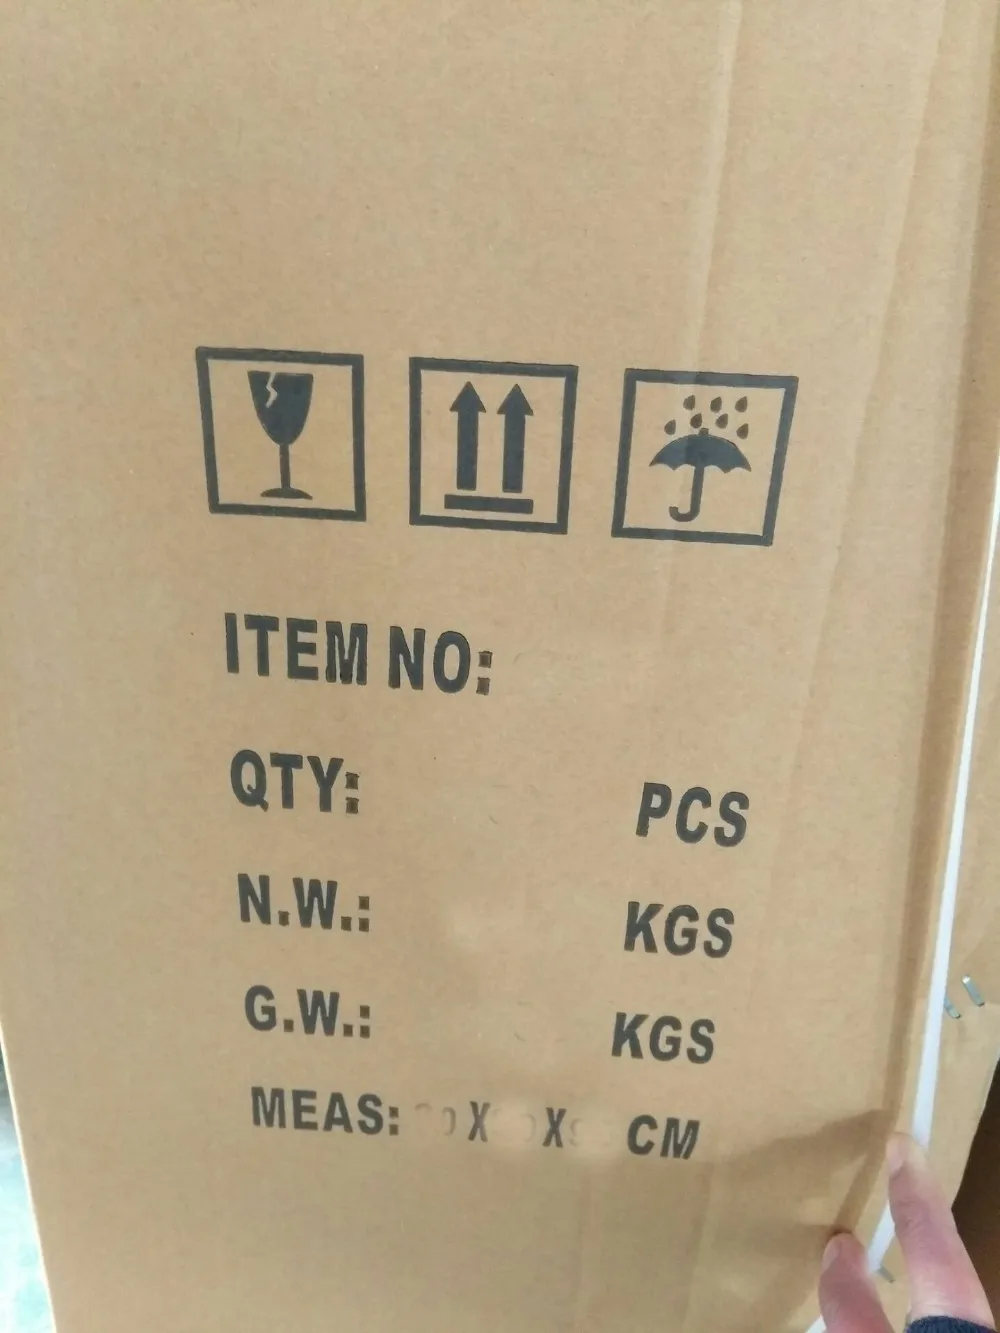 ITEM NO:
QTY: PCS
N.W.: KGS
G.W.: KGS
MEAS: X X CM